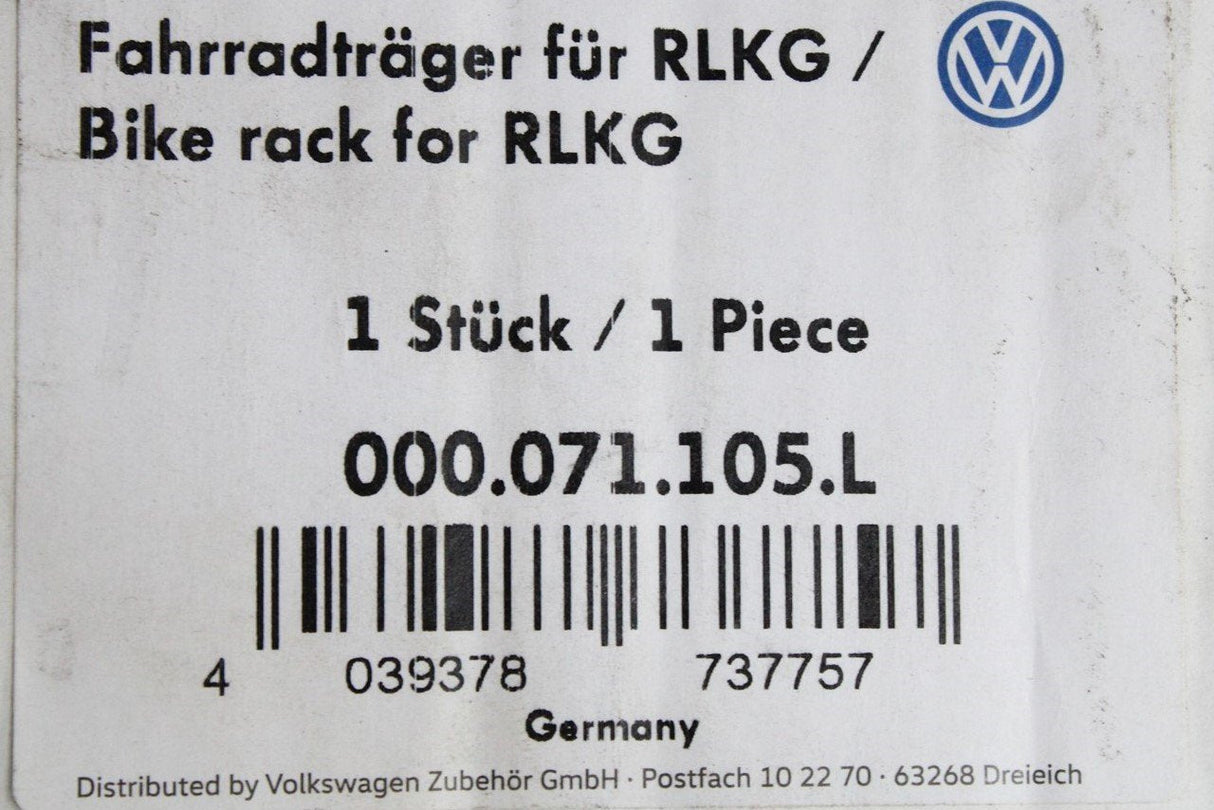 Fahrradträger für RLKG /
Bike rack for RLKG
1 Stück / 1 Piece
000.071.105.L
4 039378 737757
Germany
Distributed by Volkswagen Zubehör GmbH · Postfach 10 22 70 · 63268 Dreieich